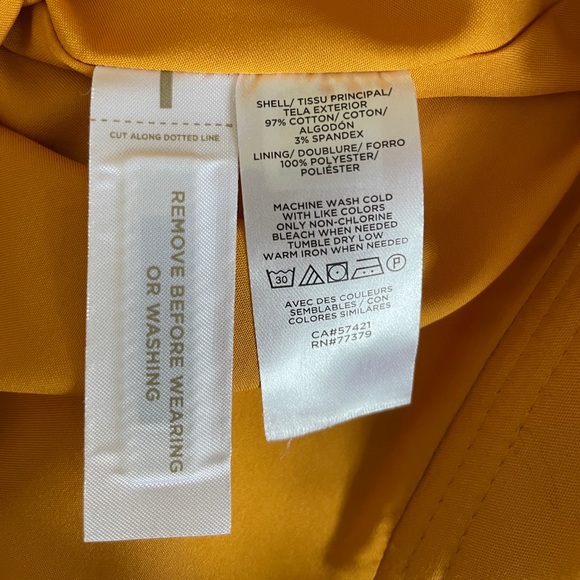 CUT ALONG DOTTED LINE
REMOVE BEFORE WEARING
OR WASHING
SHELL/ TISSU PRINCIPAL/
TELA EXTERIOR
97% COTTON/ COTON/
ALGODÓN
3% SPANDEX
LINING/ DOUBLURE/ FORRO
100% POLYESTER/
POLIÉSTER
MACHINE WASH COLD
WITH LIKE COLORS
ONLY NON-CHLORINE
BLEACH WHEN NEEDED
TUMBLE DRY LOW
WARM IRON WHEN NEEDED
30 P
AVEC DES COULEURS
SEMBLABLES / CON
COLORES SIMILARES
CA#57421
RN#77379